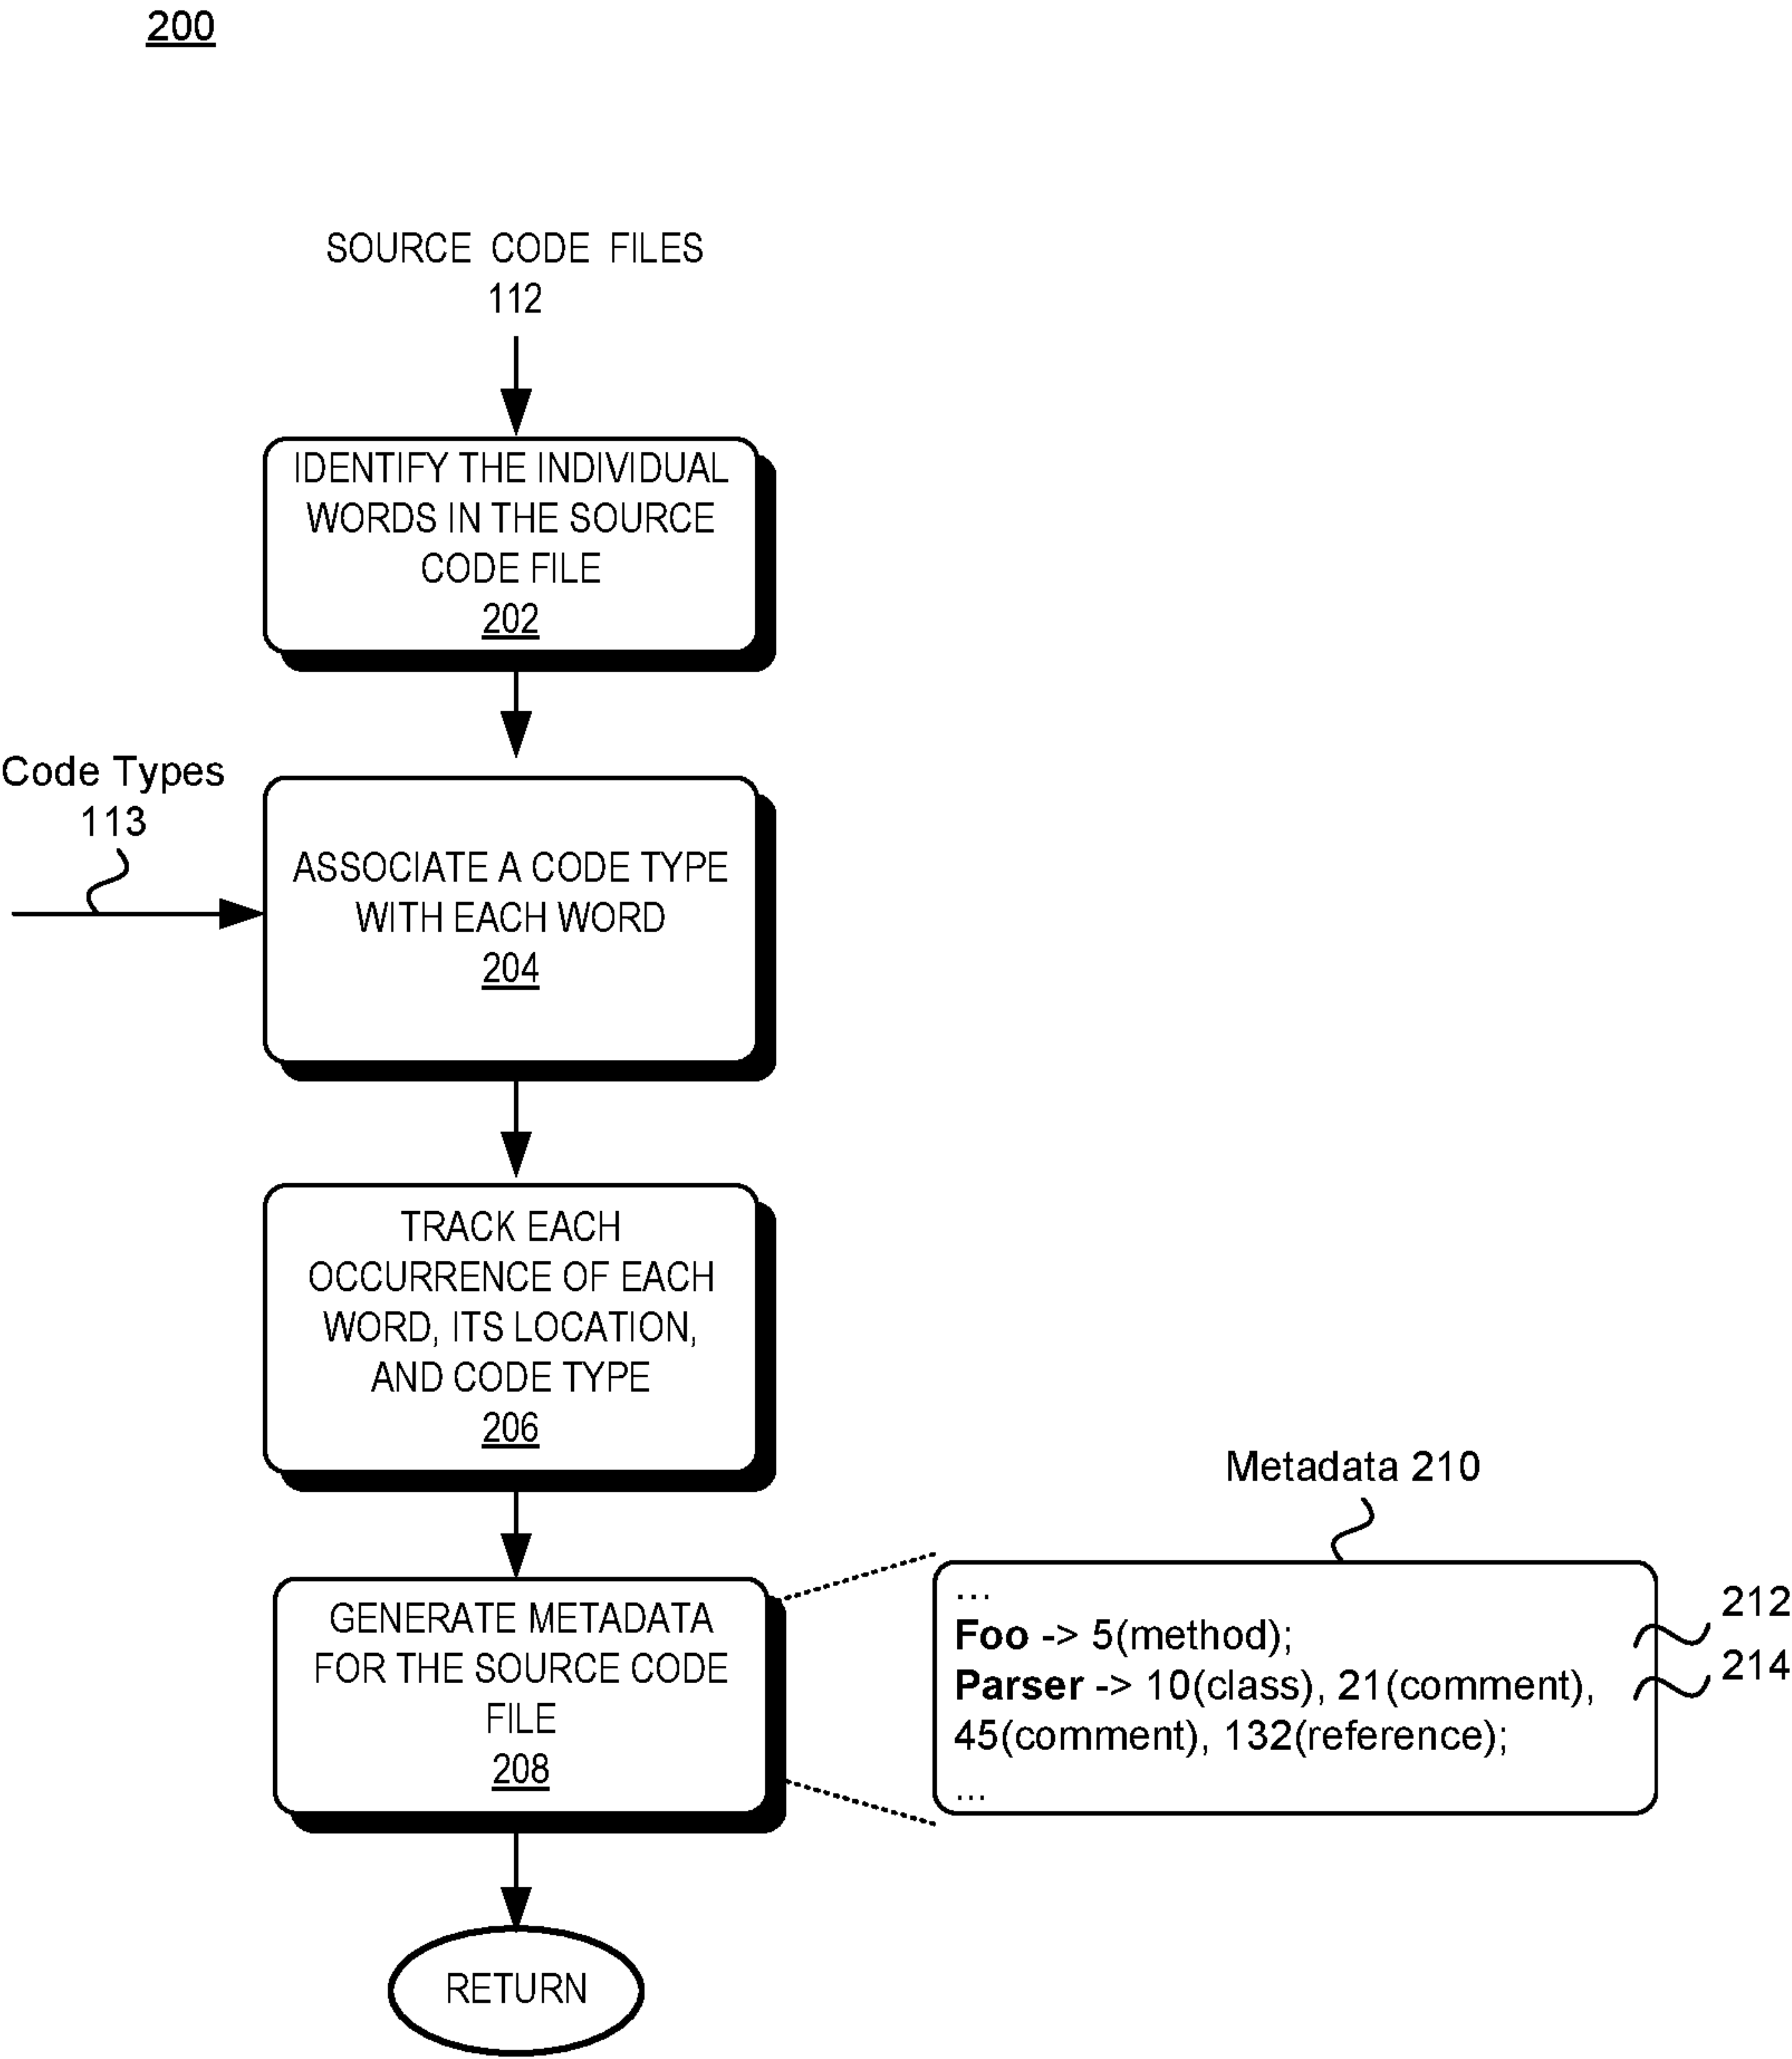 200
SOURCE CODE FILES
112
IDENTIFY THE INDIVIDUAL
WORDS IN THE SOURCE
CODE FILE
202
Code Types
113
ASSOCIATE A CODE TYPE
WITH EACH WORD
204
TRACK EACH
OCCURRENCE OF EACH
WORD, ITS LOCATION,
AND CODE TYPE
206
GENERATE METADATA
FOR THE SOURCE CODE
FILE
208
Metadata 210
...
Foo -> 5(method);
212
Parser -> 10(class), 21(comment),
214
45(comment), 132(reference);
...
RETURN